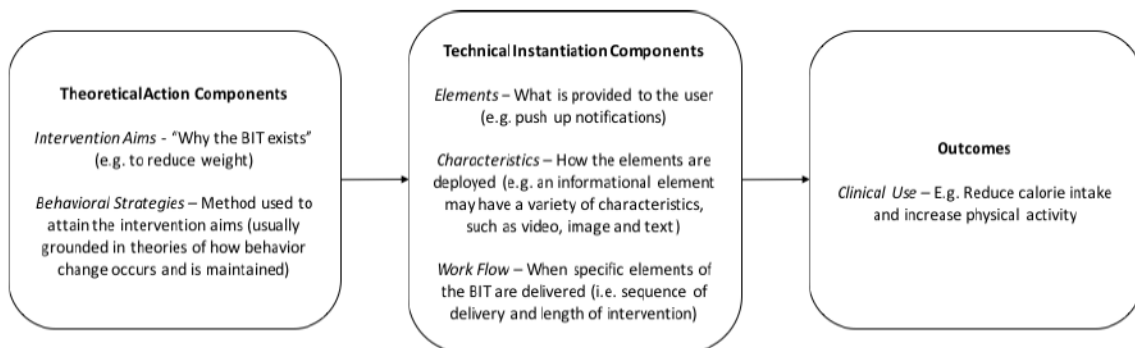 Theoretical Action Components
Intervention Aims - "Why the BIT exists"
(e.g. to reduce weight)
Behavioral Strategies – Method used to
attain the intervention aims (usually
grounded in theories of how behavior
change occurs and is maintained)
Technical Instantiation Components
Elements – What is provided to the user
(e.g. push up notifications)
Characteristics – How the elements are
deployed (e.g. an informational element
may have a variety of characteristics,
such as video, image and text)
Work Flow – When specific elements of
the BIT are delivered (i.e. sequence of
delivery and length of intervention)
Outcomes
Clinical Use – E.g. Reduce calorie intake
and increase physical activity